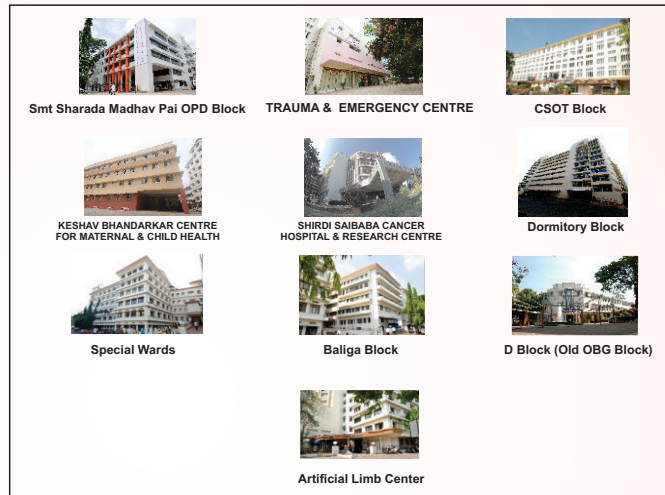 Smt Sharada Madhav Pai OPD Block
TRAUMA & EMERGENCY CENTRE
CSOT Block
KESHAV BHANDARKAR CENTRE
FOR MATERNAL & CHILD HEALTH
SHIRDI SAIBABA CANCER
HOSPITAL & RESEARCH CENTRE
Dormitory Block
Special Wards
Baliga Block
D Block (Old OBG Block)
Artificial Limb Center